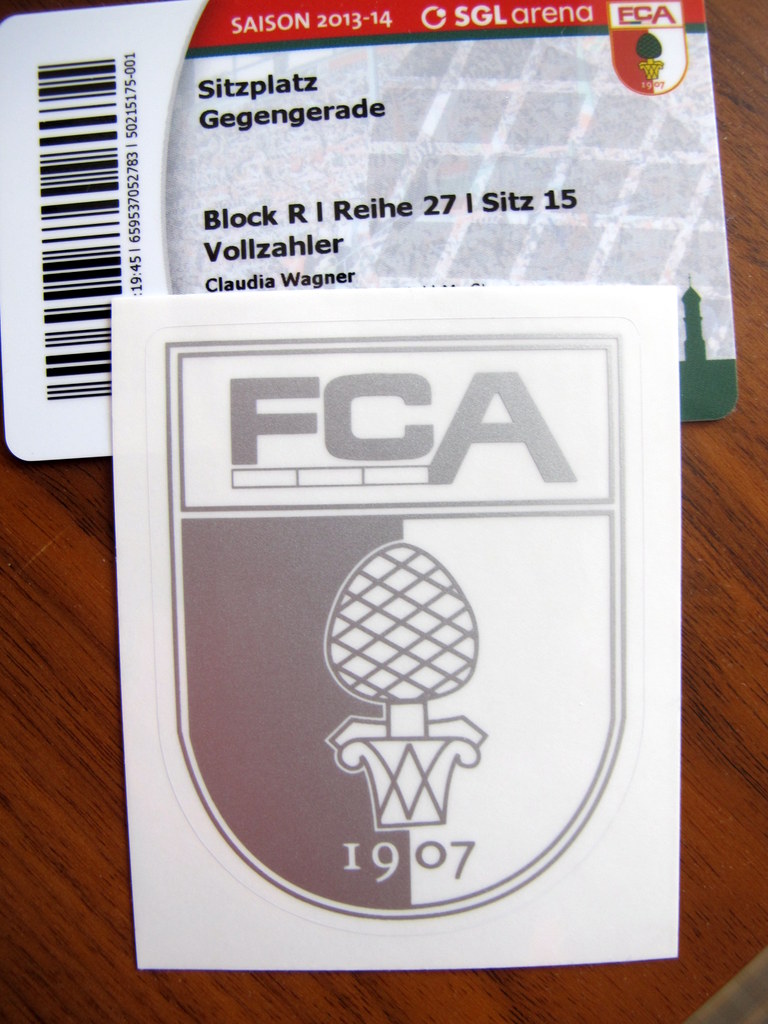 SAISON 2013-14 SGL arena
FCA
1907
Sitzplatz
Gegengerade
Block R | Reihe 27 | Sitz 15
Vollzahler
Claudia Wagner
:19:45 | 659537052783 | 50215175-001
FCA
1907